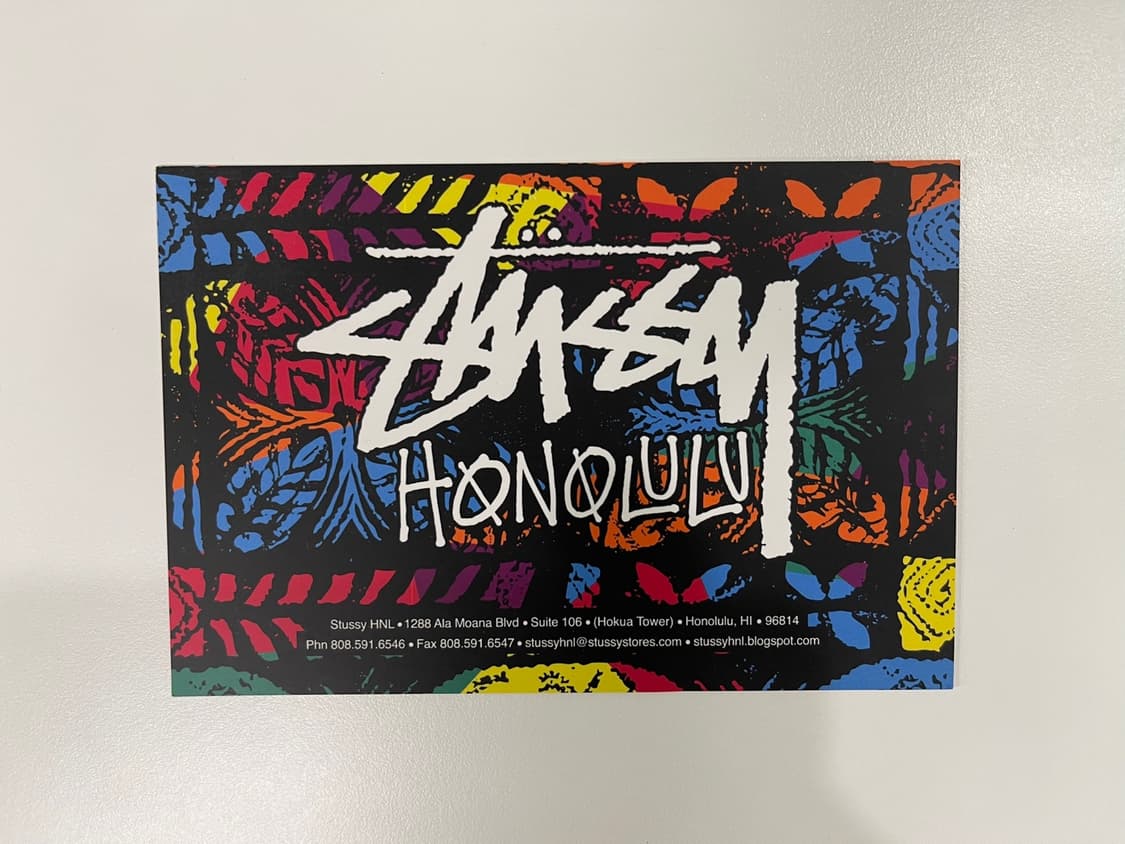 Stüssy
HONOLULU
Stussy HNL • 1288 Ala Moana Blvd • Suite 106 • (Hokua Tower) • Honolulu, HI • 96814
Phn 808.591.6546 • Fax 808.591.6547 • stussyhnl@stussystores.com • stussyhnl.blogspot.com